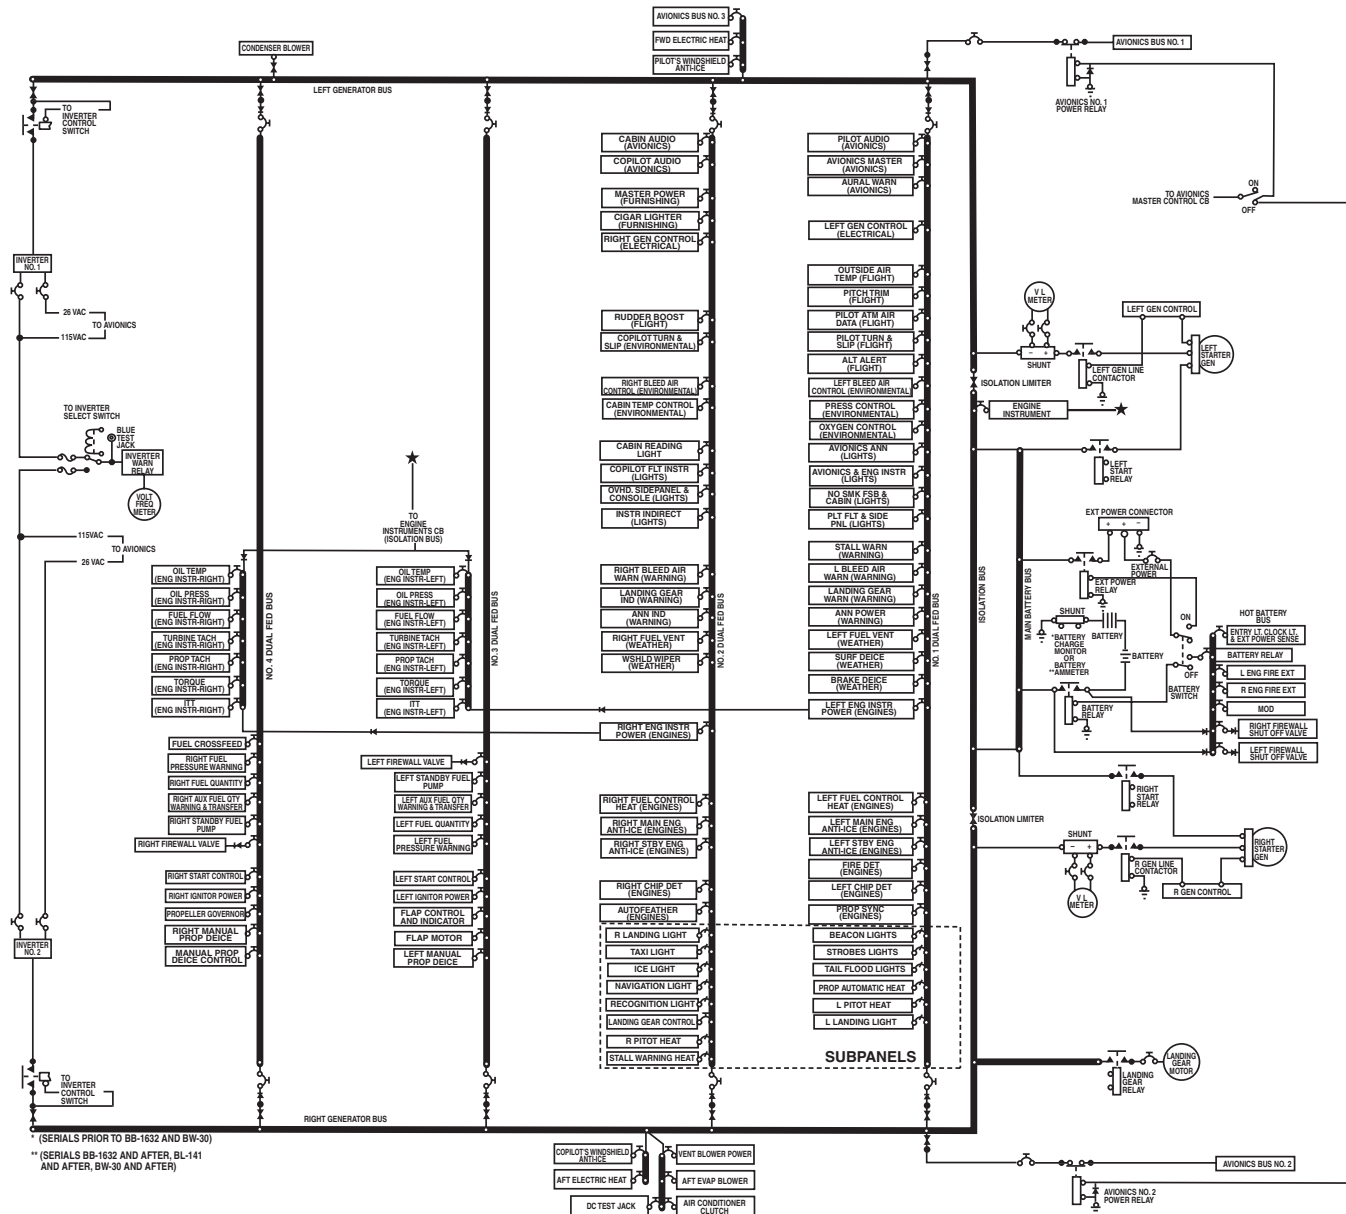 AVIONICS BUS NO. 3
FWD ELECTRIC HEAT
PILOT'S WINDSHIELD
ANTI-ICE
CONDENSER BLOWER
LEFT GENERATOR BUS
AVIONICS BUS NO. 1
AVIONICS NO. 1
POWER RELAY
TO AVIONICS
MASTER CONTROL CB
ON
OFF
TO
INVERTER
CONTROL
SWITCH
INVERTER
NO. 1
26 VAC
TO AVIONICS
115VAC
TO INVERTER
SELECT SWITCH
BLUE
TEST
JACK
INVERTER
WARN
RELAY
VOLT
FREQ
METER
115VAC
TO AVIONICS
26 VAC
INVERTER
NO. 2
TO
INVERTER
CONTROL
SWITCH
OIL TEMP
(ENG INSTR-RIGHT)
OIL PRESS
(ENG INSTR-RIGHT)
FUEL FLOW
(ENG INSTR-RIGHT)
TURBINE TACH
(ENG INSTR-RIGHT)
PROP TACH
(ENG INSTR-RIGHT)
TORQUE
(ENG INSTR-RIGHT)
ITT
(ENG INSTR-RIGHT)
FUEL CROSSFEED
RIGHT FUEL
PRESSURE WARNING
RIGHT FUEL QUANTITY
RIGHT AUX FUEL QTY
WARNING & TRANSFER
RIGHT STANDBY FUEL
PUMP
RIGHT FIREWALL VALVE
RIGHT START CONTROL
RIGHT IGNITOR POWER
PROPELLER GOVERNOR
RIGHT MANUAL
PROP DEICE
MANUAL PROP
DEICE CONTROL
NO. 4 DUAL FED BUS
TO
ENGINE
INSTRUMENTS CB
(ISOLATION BUS)
OIL TEMP
(ENG INSTR-LEFT)
OIL PRESS
(ENG INSTR-LEFT)
FUEL FLOW
(ENG INSTR-LEFT)
TURBINE TACH
(ENG INSTR-LEFT)
PROP TACH
(ENG INSTR-LEFT)
TORQUE
(ENG INSTR-LEFT)
ITT
(ENG INSTR-LEFT)
LEFT FIREWALL VALVE
LEFT STANDBY FUEL
PUMP
LEFT AUX FUEL QTY
WARNING & TRANSFER
LEFT FUEL QUANTITY
LEFT FUEL
PRESSURE WARNING
LEFT START CONTROL
LEFT IGNITOR POWER
FLAP CONTROL
AND INDICATOR
FLAP MOTOR
LEFT MANUAL
PROP DEICE
NO. 3 DUAL FED BUS
CABIN AUDIO
(AVIONICS)
COPILOT AUDIO
(AVIONICS)
MASTER POWER
(FURNISHING)
CIGAR LIGHTER
(FURNISHING)
RIGHT GEN CONTROL
(ELECTRICAL)
RUDDER BOOST
(FLIGHT)
COPILOT TURN &
SLIP (ENVIRONMENTAL)
RIGHT BLEED AIR
CONTROL (ENVIRONMENTAL)
CABIN TEMP CONTROL
(ENVIRONMENTAL)
CABIN READING
LIGHT
COPILOT FLT INSTR
(LIGHTS)
OVHD. SIDEPANEL &
CONSOLE (LIGHTS)
INSTR INDIRECT
(LIGHTS)
RIGHT BLEED AIR
WARN (WARNING)
LANDING GEAR
IND (WARNING)
ANN IND
(WARNING)
RIGHT FUEL VENT
(WEATHER)
WSHLD WIPER
(WEATHER)
RIGHT ENG INSTR
POWER (ENGINES)
RIGHT FUEL CONTROL
HEAT (ENGINES)
RIGHT MAIN ENG
ANTI-ICE (ENGINES)
RIGHT STBY ENG
ANTI-ICE (ENGINES)
RIGHT CHIP DET
(ENGINES)
AUTOFEATHER
(ENGINES)
R LANDING LIGHT
TAXI LIGHT
ICE LIGHT
NAVIGATION LIGHT
RECOGNITION LIGHT
LANDING GEAR CONTROL
R PITOT HEAT
STALL WARNING HEAT
NO. 2 DUAL FED BUS
PILOT AUDIO
(AVIONICS)
AVIONICS MASTER
(AVIONICS)
AURAL WARN
(AVIONICS)
LEFT GEN CONTROL
(ELECTRICAL)
OUTSIDE AIR
TEMP (FLIGHT)
PITCH TRIM
(FLIGHT)
PILOT ATM AIR
DATA (FLIGHT)
PILOT TURN &
SLIP (FLIGHT)
ALT ALERT
(FLIGHT)
LEFT BLEED AIR
CONTROL (ENVIRONMENTAL
PRESS CONTROL
(ENVIRONMENTAL)
OXYGEN CONTROL
(ENVIRONMENTAL)
AVIONICS ANN
(LIGHTS)
AVIONICS & ENG INSTR
(LIGHTS)
NO SMK FSB &
CABIN (LIGHTS)
PLT FLT & SIDE
PNL (LIGHTS)
STALL WARN
(WARNING)
L BLEED AIR
WARN (WARNING)
LANDING GEAR
WARN (WARNING)
ANN POWER
(WARNING)
LEFT FUEL VENT
(WEATHER)
SURF DEICE
(WEATHER)
BRAKE DEICE
(WEATHER)
LEFT ENG INSTR
POWER (ENGINES)
LEFT FUEL CONTROL
HEAT (ENGINES)
LEFT MAIN ENG
ANTI-ICE (ENGINES)
LEFT STBY ENG
ANTI-ICE (ENGINES)
FIRE DET
(ENGINES)
LEFT CHIP DET
(ENGINES)
PROP SYNC
(ENGINES)
BEACON LIGHTS
STROBES LIGHTS
TAIL FLOOD LIGHTS
PROP AUTOMATIC HEAT
L PITOT HEAT
L LANDING LIGHT
SUBPANELS
NO. 1 DUAL FED BUS
V L
METER
− +
SHUNT
LEFT GEN LINE
CONTACTOR
LEFT GEN CONTROL
LEFT
STARTER
GEN
ISOLATION LIMITER
ENGINE
INSTRUMENT
LEFT
START
RELAY
EXT POWER CONNECTOR
+ + −
EXTERNAL
POWER
EXT POWER
RELAY
ISOLATION BUS
MAIN BATTERY BUS
SHUNT
*BATTERY
CHARGE
MONITOR
OR
BATTERY
**AMMETER
BATTERY
BATTERY
ON
OFF
BATTERY
SWITCH
BATTERY
RELAY
HOT BATTERY
BUS
ENTRY LT. CLOCK LT.
& EXT POWER SENSE
BATTERY RELAY
L ENG FIRE EXT
R ENG FIRE EXT
MOD
RIGHT FIREWALL
SHUT OFF VALVE
LEFT FIREWALL
SHUT OFF VALVE
RIGHT
START
RELAY
ISOLATION LIMITER
SHUNT
− +
V L
METER
R GEN LINE
CONTACTOR
R GEN CONTROL
RIGHT
STARTER
GEN
LANDING
GEAR
RELAY
LANDING
GEAR
MOTOR
RIGHT GENERATOR BUS
* (SERIALS PRIOR TO BB-1632 AND BW-30)
** (SERIALS BB-1632 AND AFTER, BL-141
AND AFTER, BW-30 AND AFTER)
COPILOT'S WINDSHIELD
ANTI-ICE
AFT ELECTRIC HEAT
DC TEST JACK
VENT BLOWER POWER
AFT EVAP BLOWER
AIR CONDITIONER
CLUTCH
AVIONICS BUS NO. 2
AVIONICS NO. 2
POWER RELAY